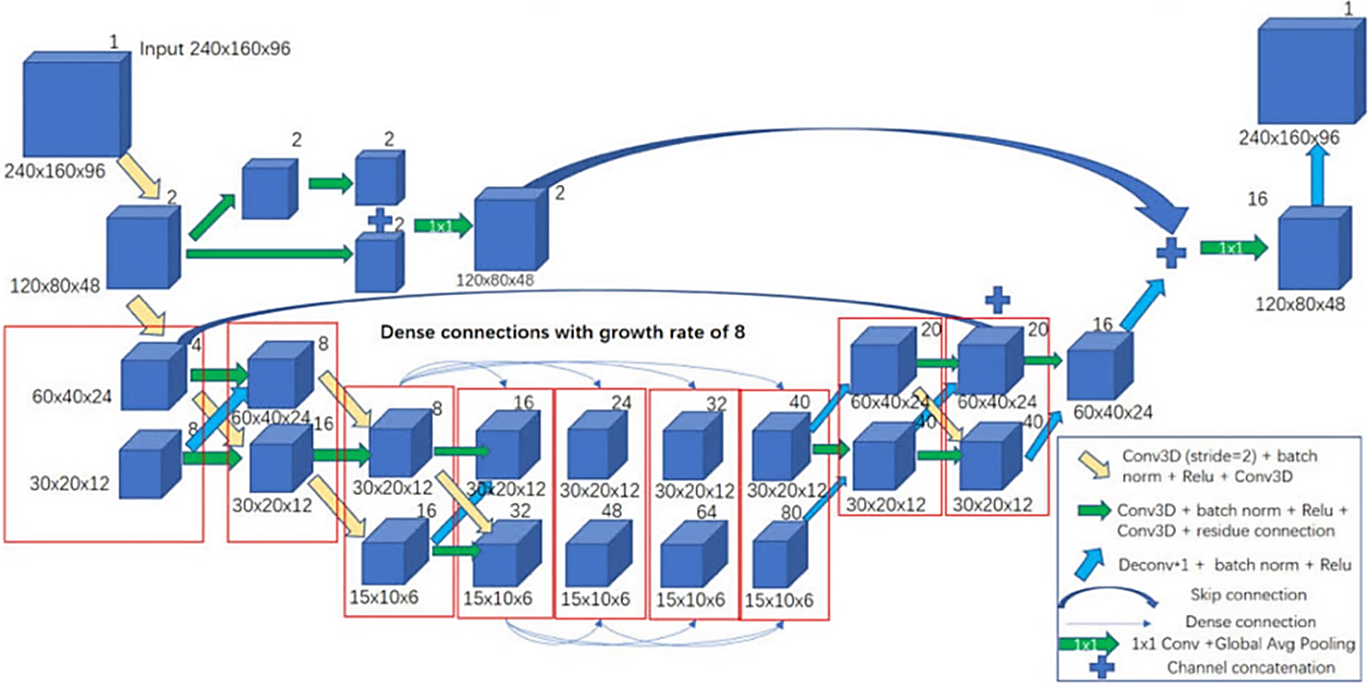 1
Input 240x160x96
240x160x96
2
120x80x48
2
2
2
1x1
2
120x80x48
1
240x160x96
16
1x1
120x80x48
Dense connections with growth rate of 8
4
60x40x24
8
30x20x12
8
60x40x24
16
30x20x12
8
30x20x12
16
15x10x6
16
30x20x12
32
15x10x6
24
30x20x12
48
15x10x6
32
30x20x12
64
15x10x6
40
30x20x12
80
15x10x6
20
60x40x24
40
30x20x12
20
60x40x24
40
30x20x12
16
60x40x24
Conv3D (stride=2) + batch
norm + Relu + Conv3D
Conv3D + batch norm + Relu +
Conv3D + residue connection
Deconv*1 + batch norm + Relu
Skip connection
Dense connection
1x1 1x1 Conv +Global Avg Pooling
Channel concatenation